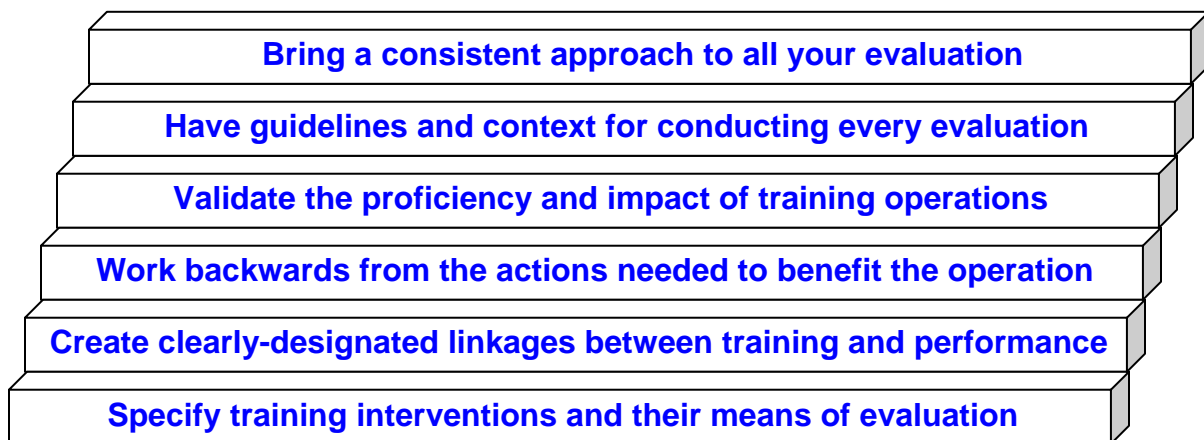 Bring a consistent approach to all your evaluation
Have guidelines and context for conducting every evaluation
Validate the proficiency and impact of training operations
Work backwards from the actions needed to benefit the operation
Create clearly-designated linkages between training and performance
Specify training interventions and their means of evaluation